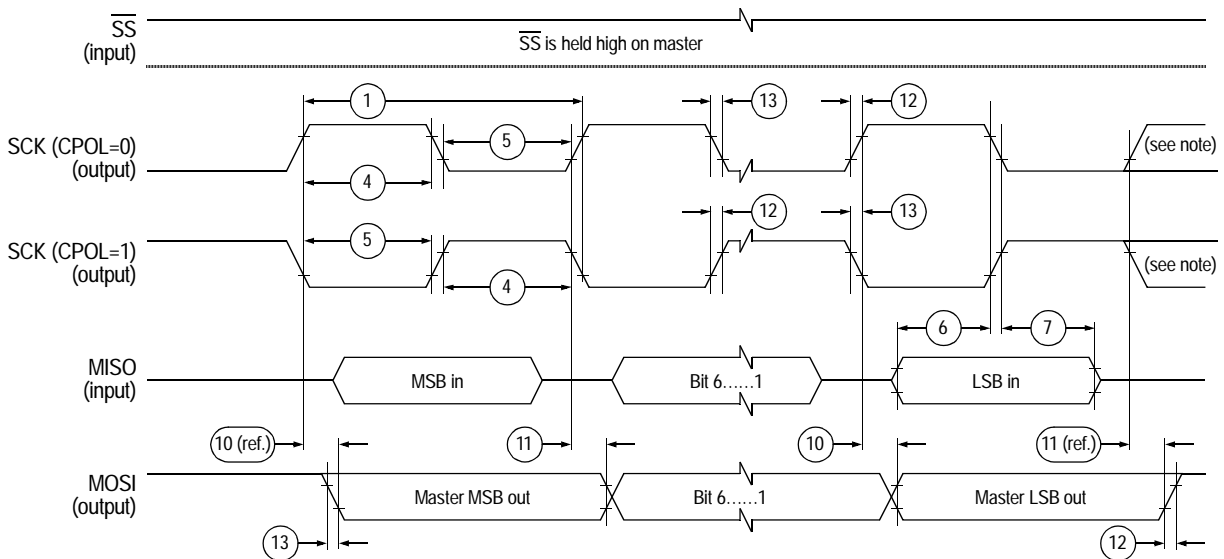 SS
(input)
SS is held high on master
1
13
12
SCK (CPOL=0)
(output)
5
(see note)
4
12
13
SCK (CPOL=1)
(output)
5
(see note)
4
6
7
MISO
(input)
MSB in
Bit 6......1
LSB in
10 (ref.)
11
10
11 (ref.)
MOSI
(output)
Master MSB out
Bit 6......1
Master LSB out
13
12